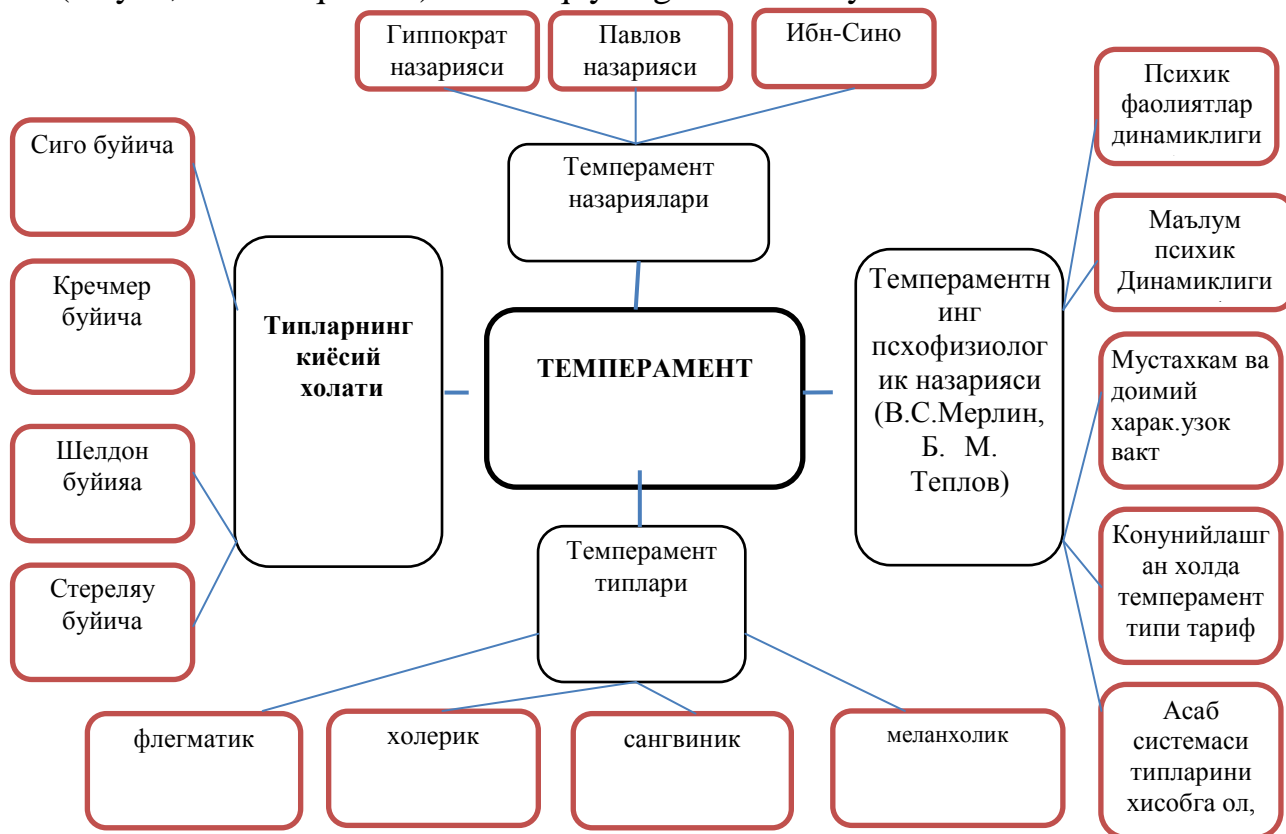 Гиппократ
назарияси
Павлов
назарияси
Ибн-Сино
Психик
фаолиятлар
динамиклиги
Сиго буйича
Темперамент
назариялари
Маълум
психик
Динамиклиги
Кречмер
буйича
Типларнинг
киёсий
холати
ТЕМПЕРАМЕНТ
Темпераментн
инг
псхофизиолог
ик назарияси
(В.С.Мерлин,
Б. М.
Теплов)
Мустахкам ва
доимий
харак.узок
вакт
Шелдон
буйияа
Темперамент
типлари
Конунийлашг
ан холда
темперамент
типи тариф
Стереляу
буйича
флегматик
холерик
сангвиник
меланхолик
Асаб
системаси
типларини
хисобга ол,